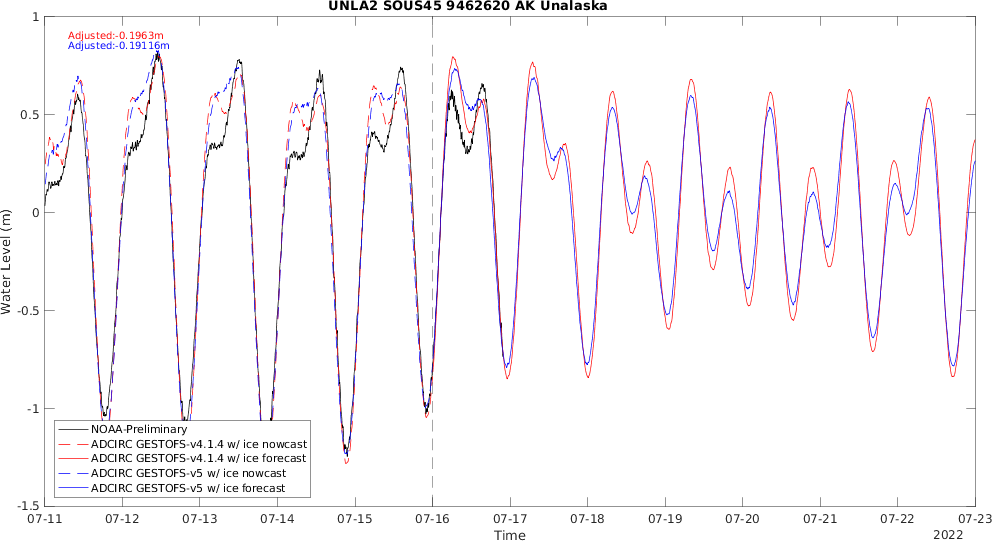 UNLA2 SOUS45 9462620 AK Unalaska
Adjusted:-0.1963m
Adjusted:-0.19116m
1
0.5
0
-0.5
-1
-1.5
Water Level (m)
NOAA-Preliminary
ADCIRC GESTOFS-v4.1.4 w/ ice nowcast
ADCIRC GESTOFS-v4.1.4 w/ ice forecast
ADCIRC GESTOFS-v5 w/ ice nowcast
ADCIRC GESTOFS-v5 w/ ice forecast
07-11 07-12 07-13 07-14 07-15 07-16 07-17 07-18 07-19 07-20 07-21 07-22 07-23
Time
2022